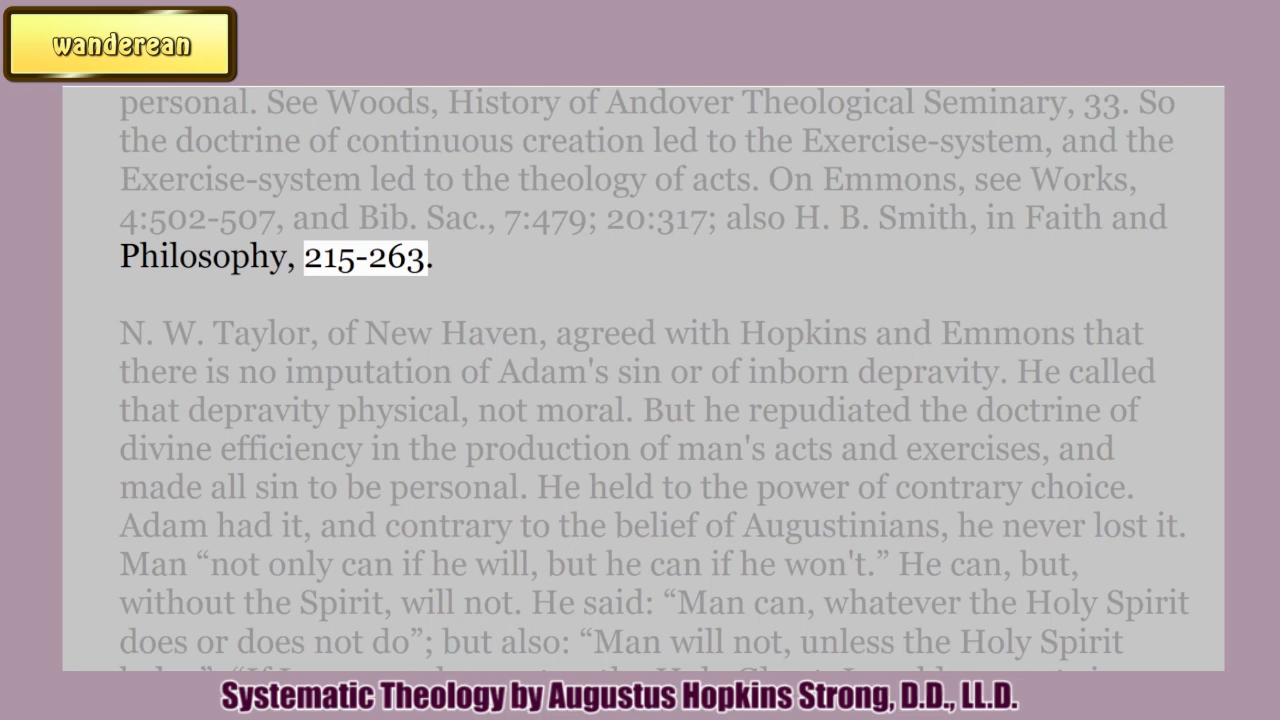 wanderean
personal. See Woods, History of Andover Theological Seminary, 33. So
the doctrine of continuous creation led to the Exercise-system, and the
Exercise-system led to the theology of acts. On Emmons, see Works,
4:502-507, and Bib. Sac., 7:479; 20:317; also H. B. Smith, in Faith and
Philosophy, 215-263.
N. W. Taylor, of New Haven, agreed with Hopkins and Emmons that
there is no imputation of Adam's sin or of inborn depravity. He called
that depravity physical, not moral. But he repudiated the doctrine of
divine efficiency in the production of man's acts and exercises, and
made all sin to be personal. He held to the power of contrary choice.
Adam had it, and contrary to the belief of Augustinians, he never lost it.
Man “not only can if he will, but he can if he won't.” He can, but,
without the Spirit, will not. He said: “Man can, whatever the Holy Spirit
does or does not do”; but also: “Man will not, unless the Holy Spirit
Systematic Theology by Augustus Hopkins Strong, D.D., LL.D.